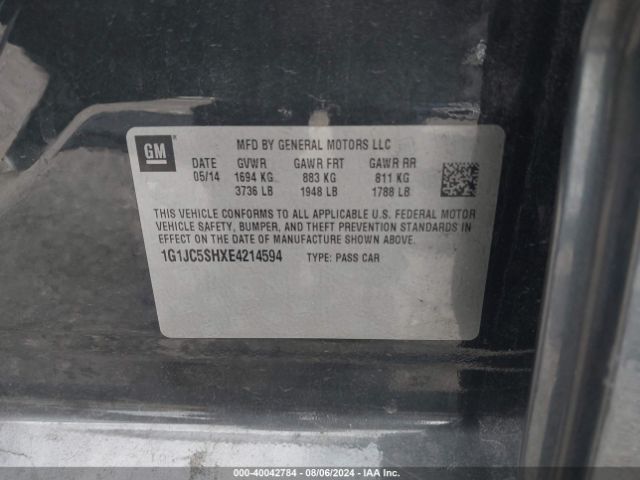 GM
MFD BY GENERAL MOTORS LLC
DATE GVWR GAWR FRT GAWR RR
05/14 1694 KG 883 KG 811 KG
3736 LB 1948 LB 1788 LB
THIS VEHICLE CONFORMS TO ALL APPLICABLE U.S. FEDERAL MOTOR
VEHICLE SAFETY, BUMPER, AND THEFT PREVENTION STANDARDS IN
EFFECT ON THE DATE OF MANUFACTURE SHOWN ABOVE.
1G1JC5SHXE4214594 TYPE: PASS CAR
000-40042784 - 08/06/2024 - IAA Inc.